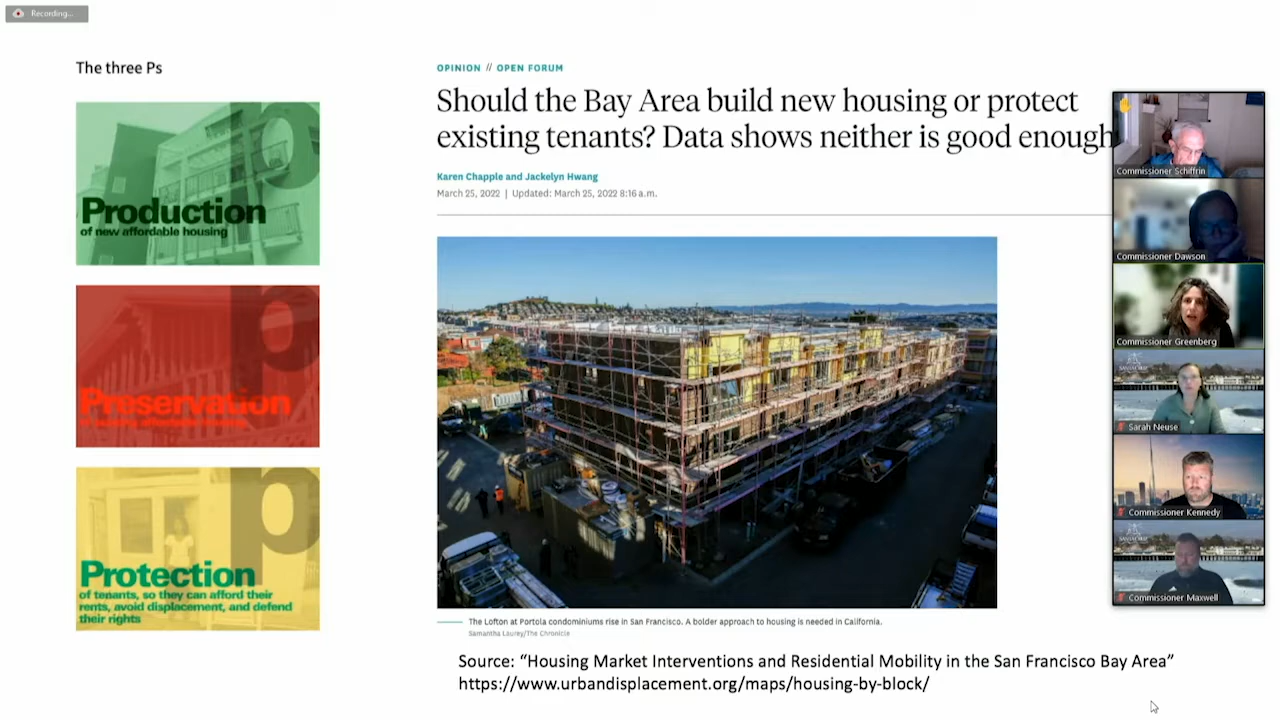 Recording...
The three Ps
Production
of new affordable housing
Preservation
of existing affordable housing
Protection
of tenants, so they can afford their
rents, avoid displacement, and defend
their rights
OPINION // OPEN FORUM
Should the Bay Area build new housing or protect
existing tenants? Data shows neither is good enough
Karen Chapple and Jackelyn Hwang
March 25, 2022 | Updated: March 25, 2022 8:16 a.m.
The Lofton at Portola condominiums rise in San Francisco. A bolder approach to housing is needed in California.
Samantha Laurey/The Chronicle
Source: “Housing Market Interventions and Residential Mobility in the San Francisco Bay Area”
https://www.urbandisplacement.org/maps/housing-by-block/
Commissioner Schiffrin
Commissioner Dawson
Commissioner Greenberg
Sarah Neuse
Commissioner Kennedy
Commissioner Maxwell